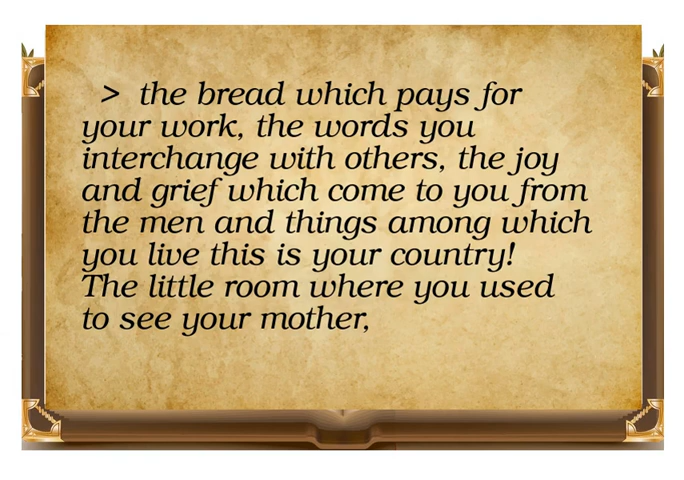 > the bread which pays for
your work, the words you
interchange with others, the joy
and grief which come to you from
the men and things among which
you live this is your country!
The little room where you used
to see your mother,